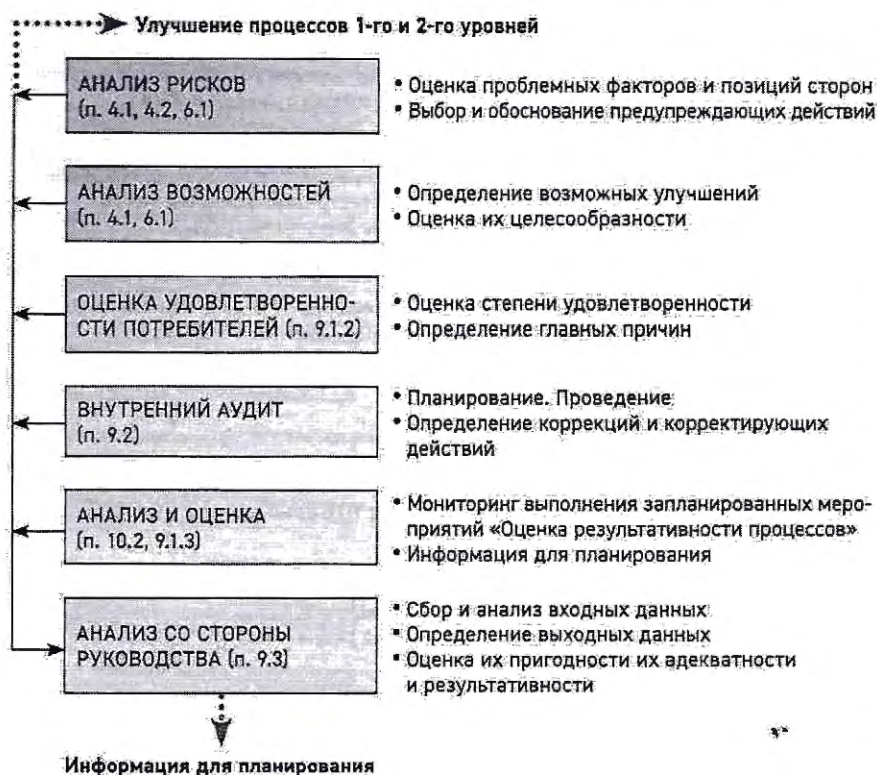 Улучшение процессов 1-го и 2-го уровней
АНАЛИЗ РИСКОВ
(п. 4.1, 4.2, 6.1)
• Оценка проблемных факторов и позиций сторон
• Выбор и обоснование предупреждающих действий
АНАЛИЗ ВОЗМОЖНОСТЕЙ
(п. 4.1, 6.1)
• Определение возможных улучшений
• Оценка их целесообразности
ОЦЕНКА УДОВЛЕТВОРЕННО-
СТИ ПОТРЕБИТЕЛЕЙ (п. 9.1.2)
• Оценка степени удовлетворенности
• Определение главных причин
ВНУТРЕННИЙ АУДИТ
(п. 9.2)
• Планирование. Проведение
• Определение коррекций и корректирующих
действий
АНАЛИЗ И ОЦЕНКА
(п. 10.2, 9.1.3)
• Мониторинг выполнения запланированных меро-
приятий «Оценка результативности процессов»
• Информация для планирования
АНАЛИЗ СО СТОРОНЫ
РУКОВОДСТВА (п. 9.3)
• Сбор и анализ входных данных
• Определение выходных данных
• Оценка их пригодности их адекватности
и результативности
Информация для планирования